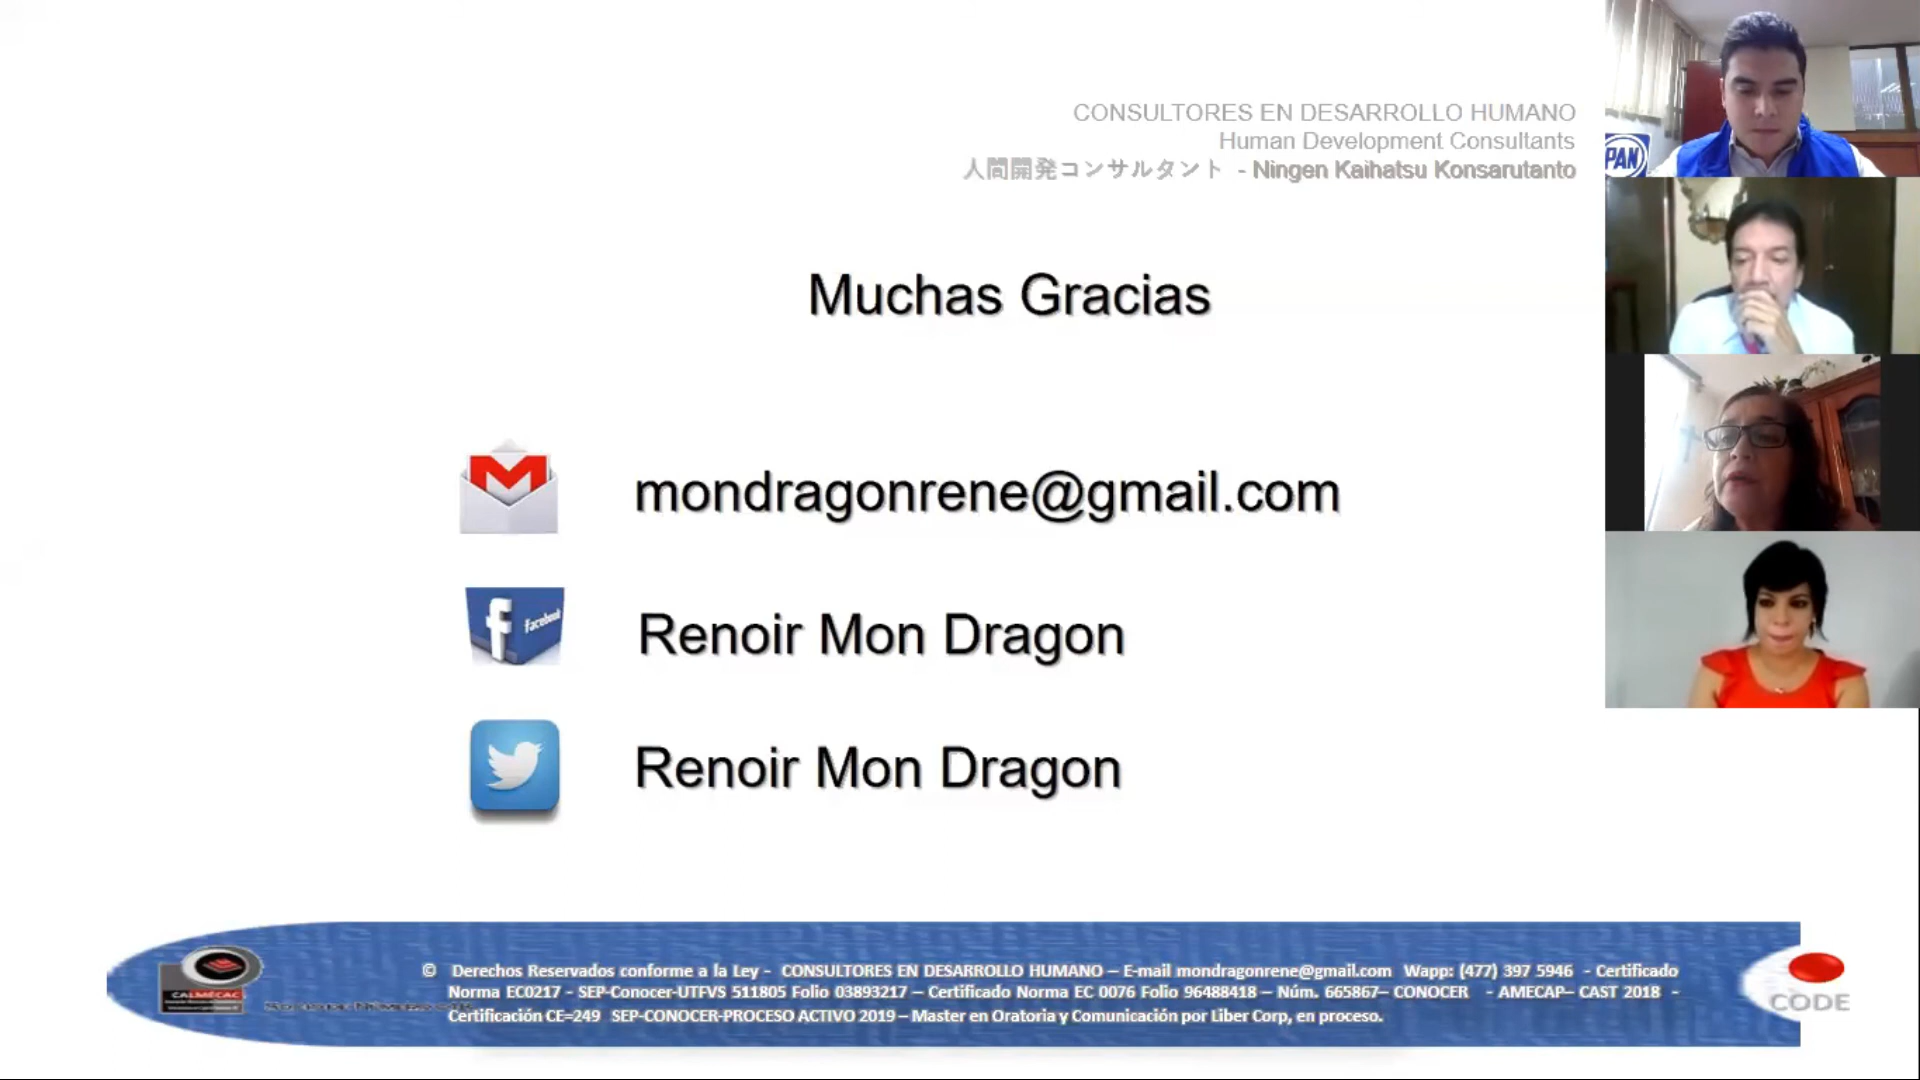 CONSULTORES EN DESARROLLO HUMANO
Human Development Consultants
人間開発コンサルタント - Ningen Kaihatsu Konsarutanto
PAN
Muchas Gracias
mondragonrene@gmail.com
facebook
Renoir Mon Dragon
Renoir Mon Dragon
© Derechos Reservados conforme a la Ley - CONSULTORES EN DESARROLLO HUMANO – E-mail mondragonrene@gmail.com Wapp: (477) 397 5946 - Certificado
Norma EC0217 - SEP-Conocer-UTFVS 511805 Folio 03893217 – Certificado Norma EC 0076 Folio 96488418 – Núm. 665867– CONOCER - AMECAP– CAST 2018 -
Certificación CE=249 SEP-CONOCER-PROCESO ACTIVO 2019 – Master en Oratoria y Comunicación por Liber Corp, en proceso.
CALMÉCAC
CODE